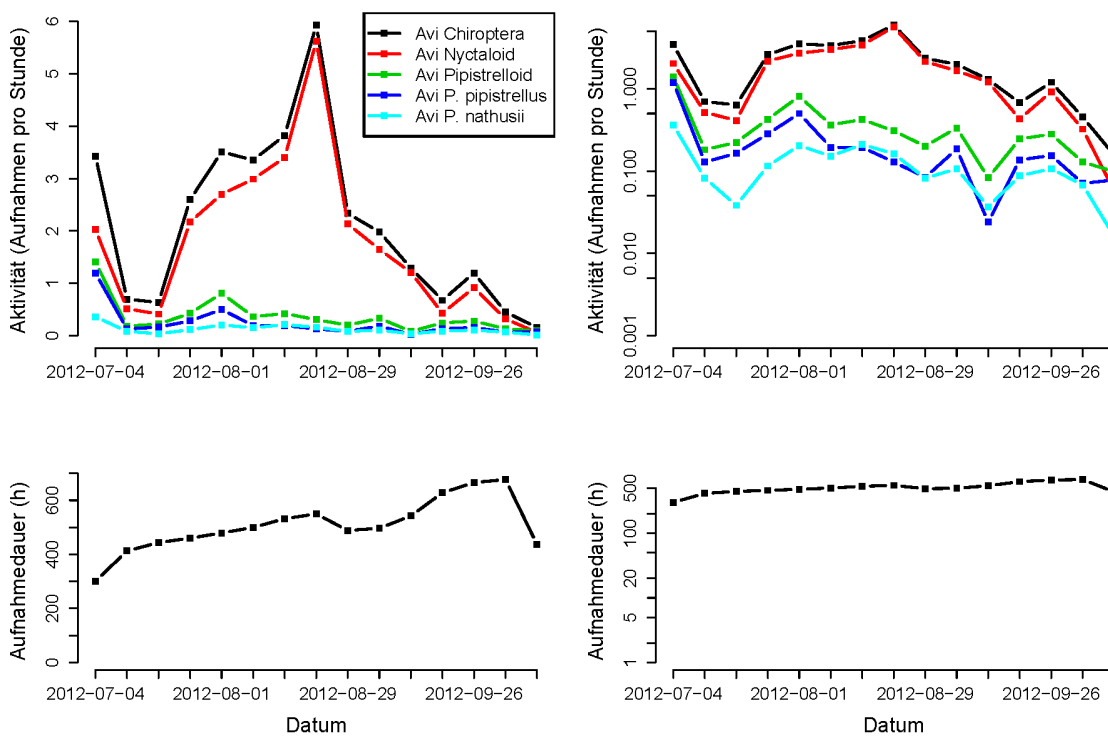 Aktivität (Aufnahmen pro Stunde)
6
5
4
3
2
1
0
Avi Chiroptera
Avi Nyctaloid
Avi Pipistrelloid
Avi P. pipistrellus
Avi P. nathusii
2012−07−04 2012−08−01 2012−08−29 2012−09−26
Aktivität (Aufnahmen pro Stunde)
1.000
0.100
0.010
0.001
2012−07−04 2012−08−01 2012−08−29 2012−09−26
Aufnahmedauer (h)
600
400
200
0
2012−07−04 2012−08−01 2012−08−29 2012−09−26
Datum
Aufnahmedauer (h)
500
100
20
5
1
2012−07−04 2012−08−01 2012−08−29 2012−09−26
Datum